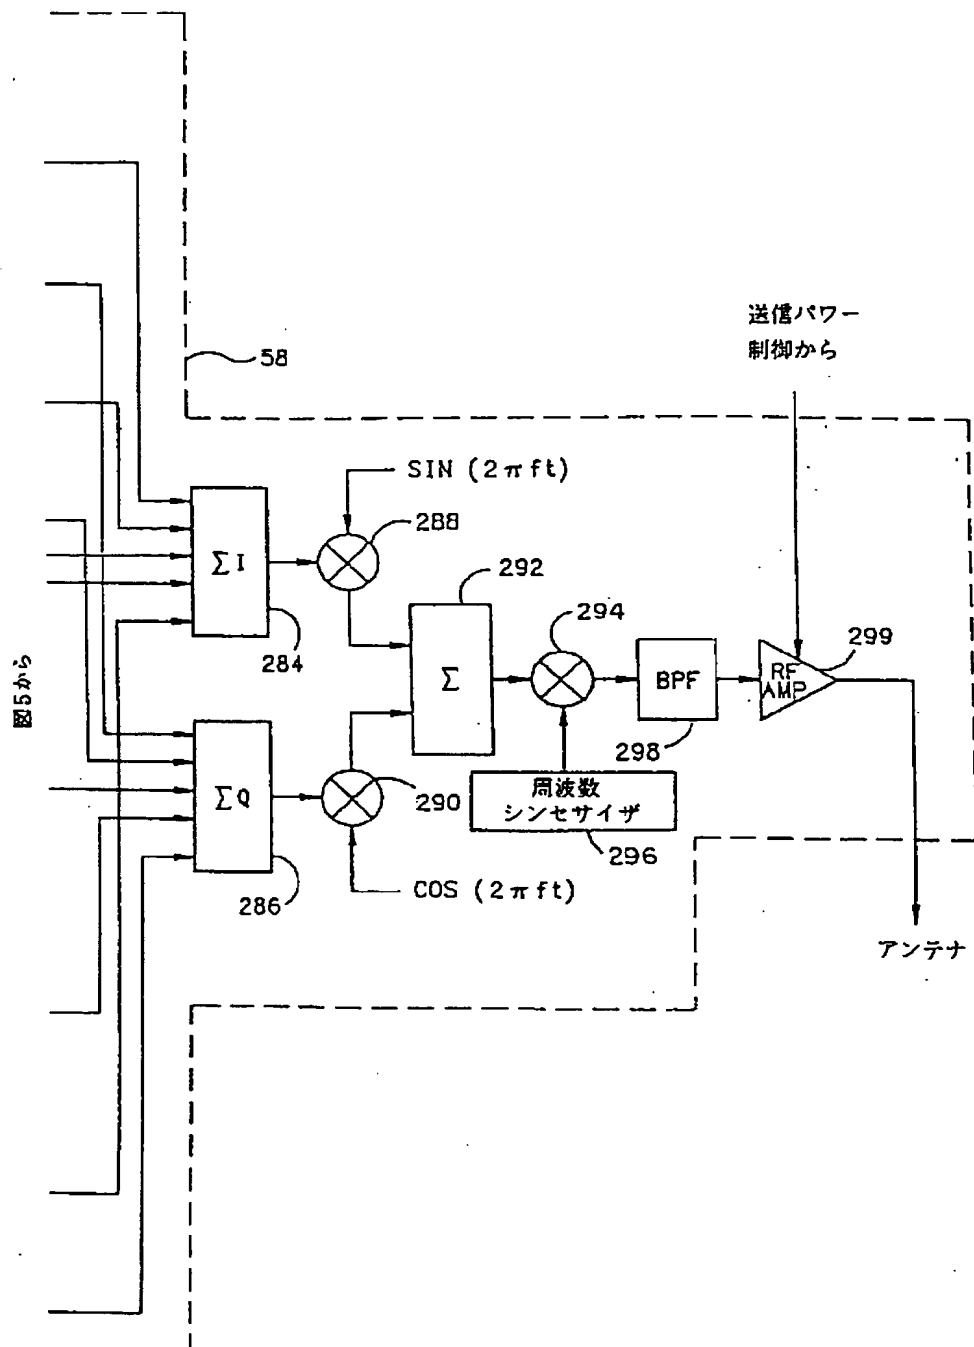 送信パワー
制御から
58
SIN (2πft)
288
ΣI
284
292
Σ
294
BPF
298
RF
AMP
299
図5から
ΣQ
286
290
周波数
シンセサイザ
296
COS (2πft)
アンテナ